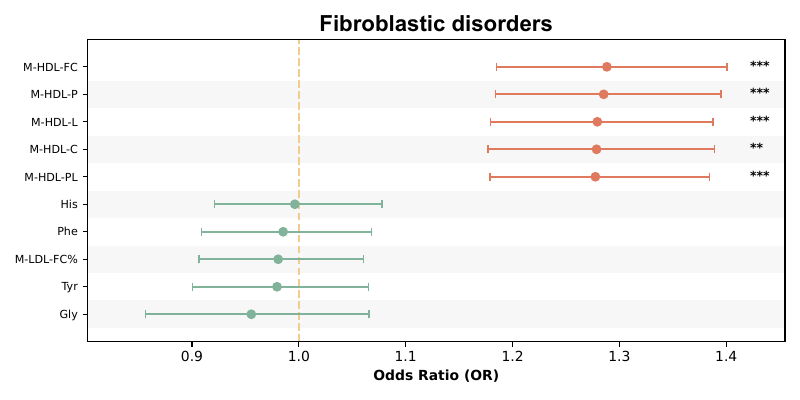 Fibroblastic disorders
M-HDL-FC ***
M-HDL-P ***
M-HDL-L ***
M-HDL-C **
M-HDL-PL ***
His
Phe
M-LDL-FC%
Tyr
Gly
0.9 1.0 1.1 1.2 1.3 1.4
Odds Ratio (OR)